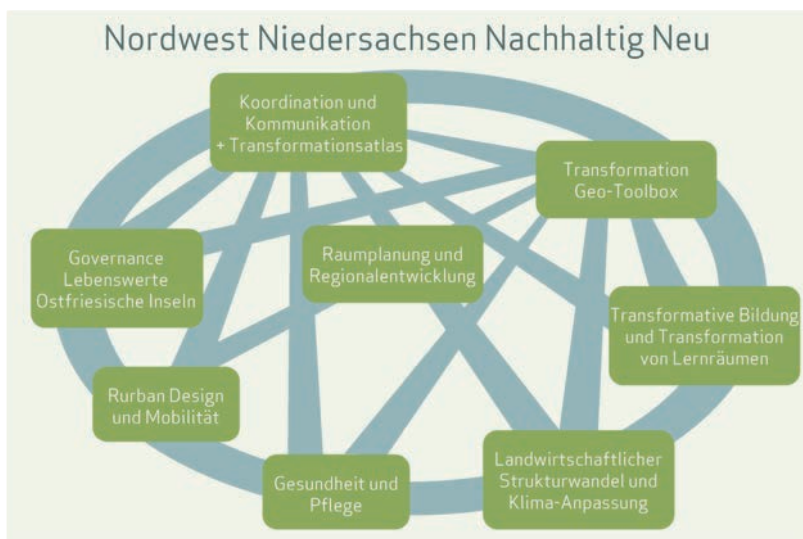 Nordwest Niedersachsen Nachhaltig Neu
Koordination und
Kommunikation
+ Transformationsatlas
Transformation
Geo-Toolbox
Governance
Lebenswerte
Ostfriesische Inseln
Raumplanung und
Regionalentwicklung
Transformative Bildung
und Transformation
von Lernräumen
Rurban Design
und Mobilität
Gesundheit und
Pflege
Landwirtschaftlicher
Strukturwandel und
Klima-Anpassung